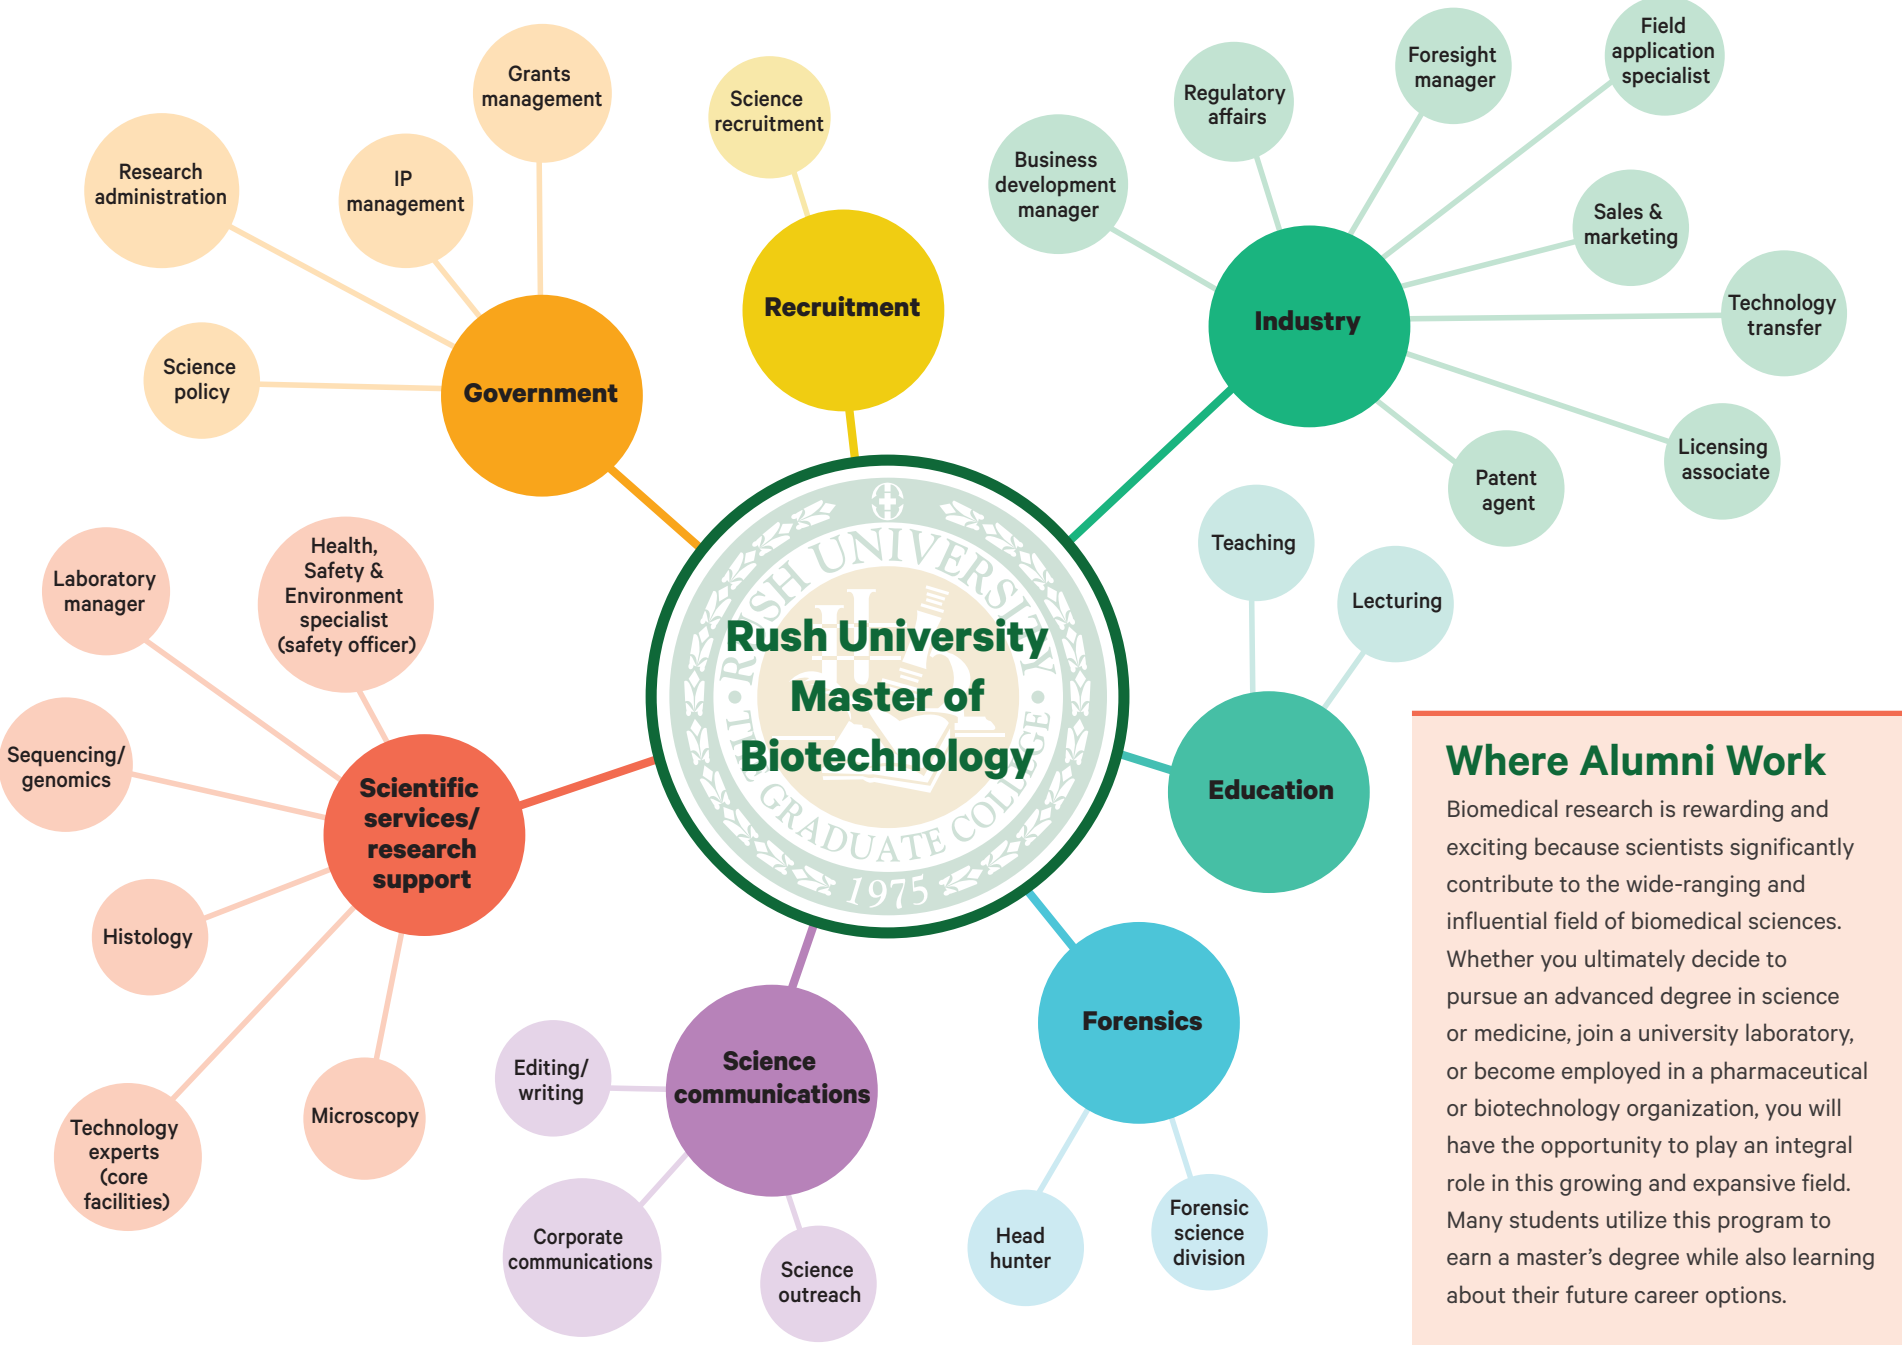 Grants
management
Research
administration
IP
management
Science
policy
Government
Science
recruitment
Recruitment
Business
development
manager
Regulatory
affairs
Foresight
manager
Field
application
specialist
Sales &
marketing
Technology
transfer
Licensing
associate
Patent
agent
Industry
Teaching
Lecturing
Education
RUSH UNIVERSITY
THE GRADUATE COLLEGE
1975
Rush University
Master of
Biotechnology
Laboratory
manager
Health,
Safety &
Environment
specialist
(safety officer)
Sequencing/
genomics
Scientific
services/
research
support
Histology
Technology
experts
(core
facilities)
Microscopy
Editing/
writing
Science
communications
Corporate
communications
Science
outreach
Forensics
Head
hunter
Forensic
science
division
Where Alumni Work
Biomedical research is rewarding and
exciting because scientists significantly
contribute to the wide-ranging and
influential field of biomedical sciences.
Whether you ultimately decide to
pursue an advanced degree in science
or medicine, join a university laboratory,
or become employed in a pharmaceutical
or biotechnology organization, you will
have the opportunity to play an integral
role in this growing and expansive field.
Many students utilize this program to
earn a master’s degree while also learning
about their future career options.